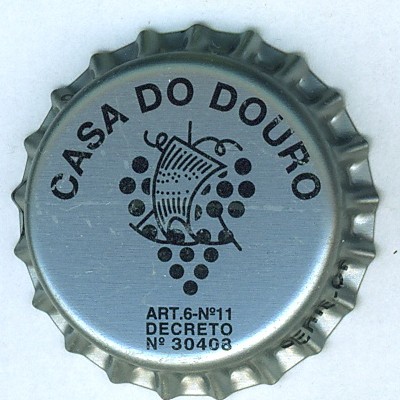 CASA DO DOURO
ART.6-Nº11
DECRETO
Nº 30408